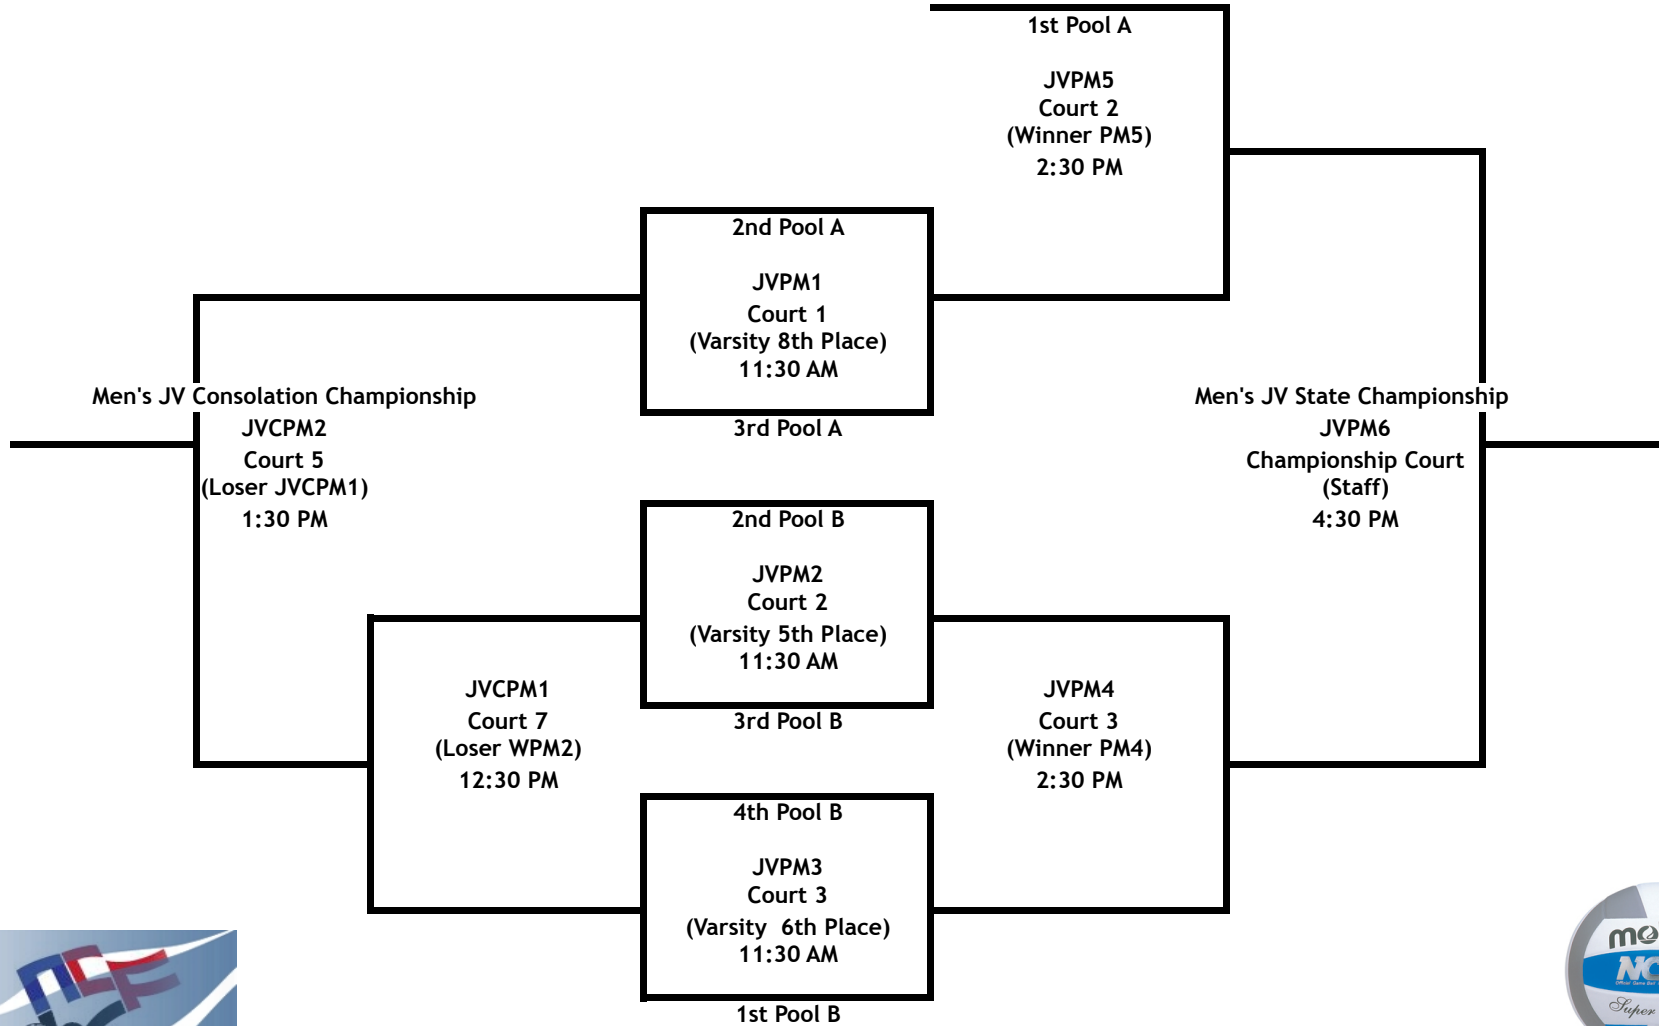 1st Pool A
JVPM5
Court 2
(Winner PM5)
2:30 PM
2nd Pool A
JVPM1
Court 1
(Varsity 8th Place)
11:30 AM
3rd Pool A
Men's JV Consolation Championship
JVCPM2
Court 5
(Loser JVCPM1)
1:30 PM
Men's JV State Championship
JVPM6
Championship Court
(Staff)
4:30 PM
2nd Pool B
JVPM2
Court 2
(Varsity 5th Place)
11:30 AM
3rd Pool B
JVCPM1
Court 7
(Loser WPM2)
12:30 PM
JVPM4
Court 3
(Winner PM4)
2:30 PM
4th Pool B
JVPM3
Court 3
(Varsity  6th Place)
11:30 AM
1st Pool B
Super